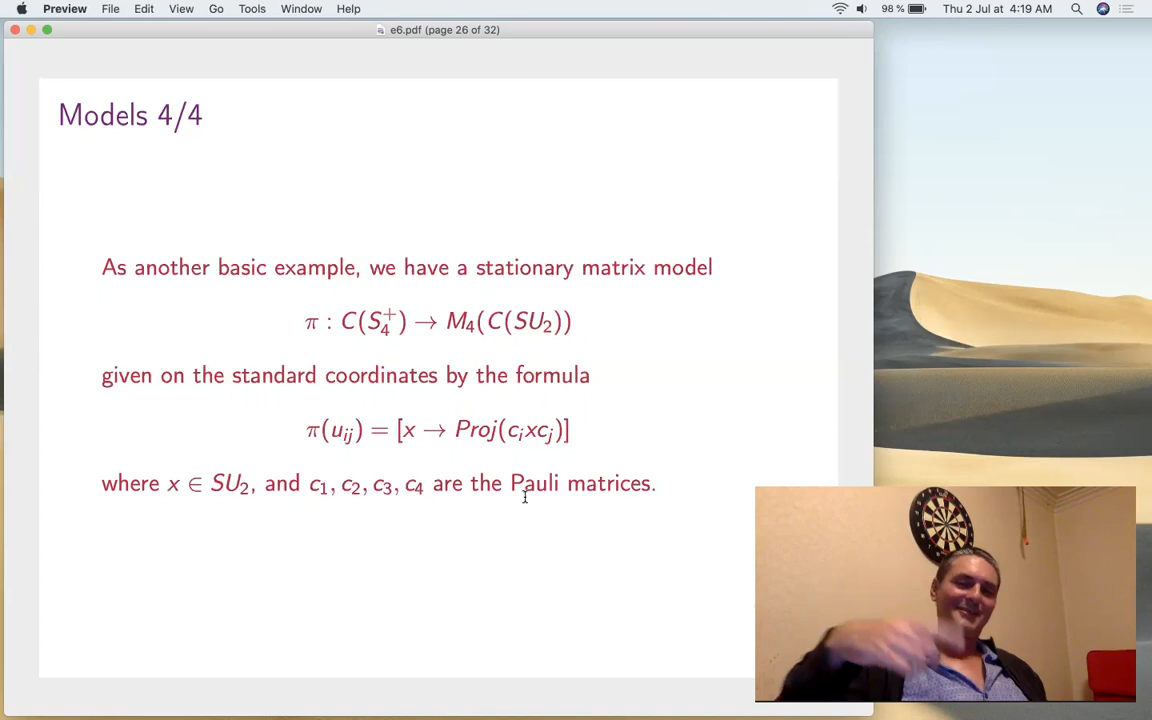 Preview File Edit View Go Tools Window Help 98 % Thu 2 Jul at 4:19 AM
e6.pdf (page 26 of 32)
Models 4/4
As another basic example, we have a stationary matrix model
π : C(S₄⁺) → M₄(C(SU₂))
given on the standard coordinates by the formula
π(uᵢⱼ) = [x → Proj(cᵢxcⱼ)]
where x ∈ SU₂, and c₁, c₂, c₃, c₄ are the Pauli matrices.